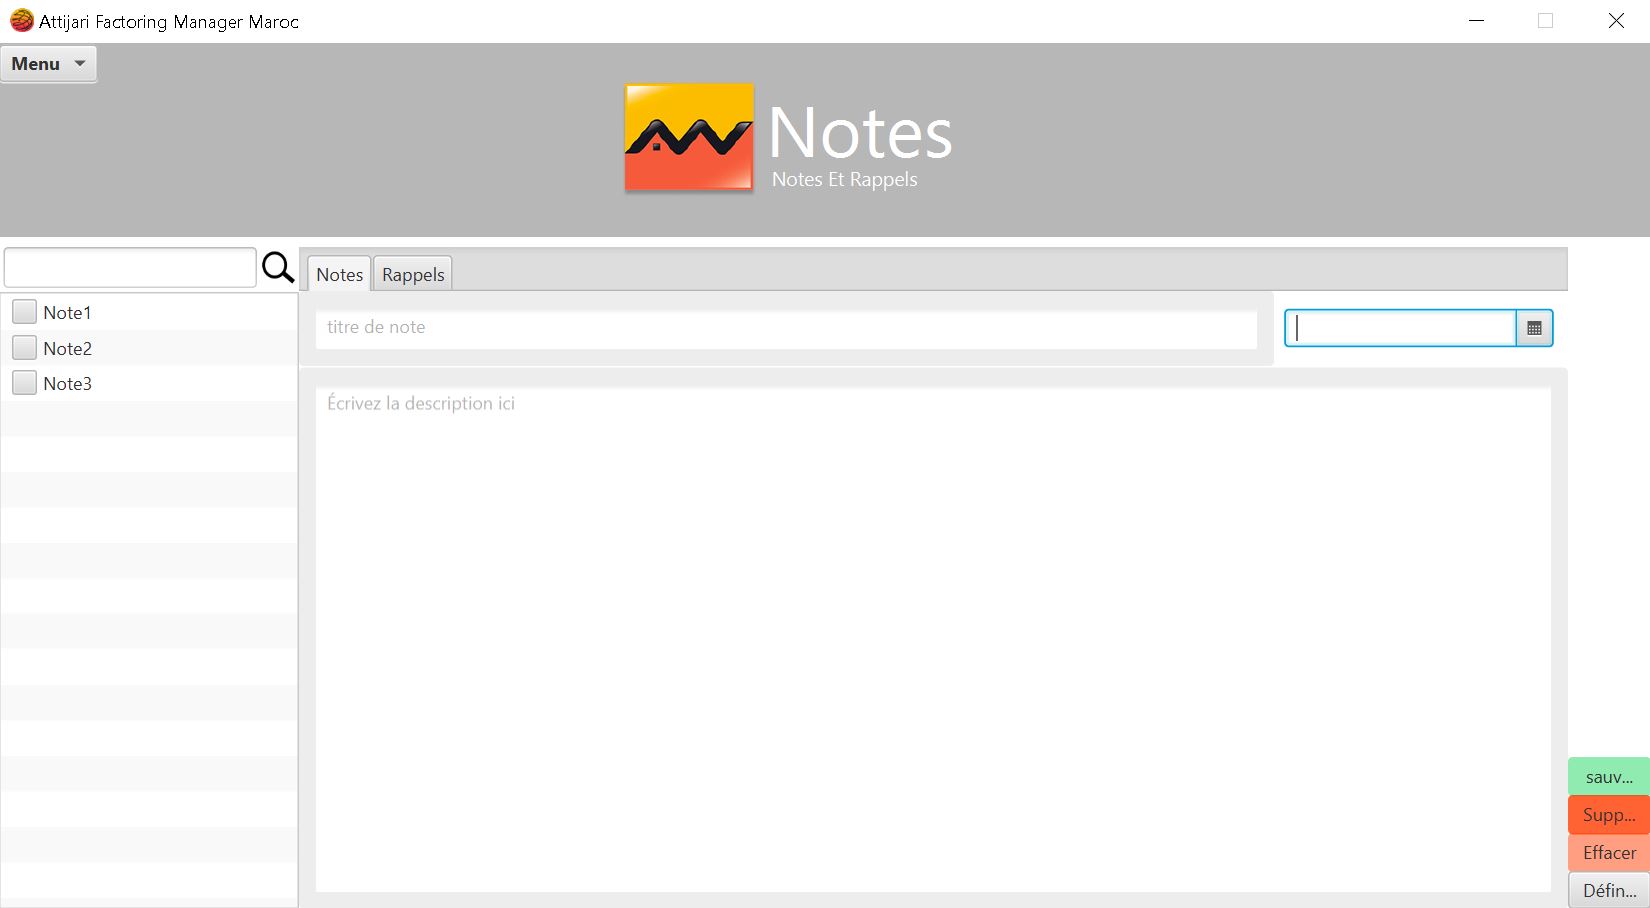 Attijari Factoring Manager Maroc
Menu
Notes
Notes Et Rappels
Notes Rappels
Note1
Note2
Note3
titre de note
Écrivez la description ici
sauv...
Supp...
Effacer
Défin...